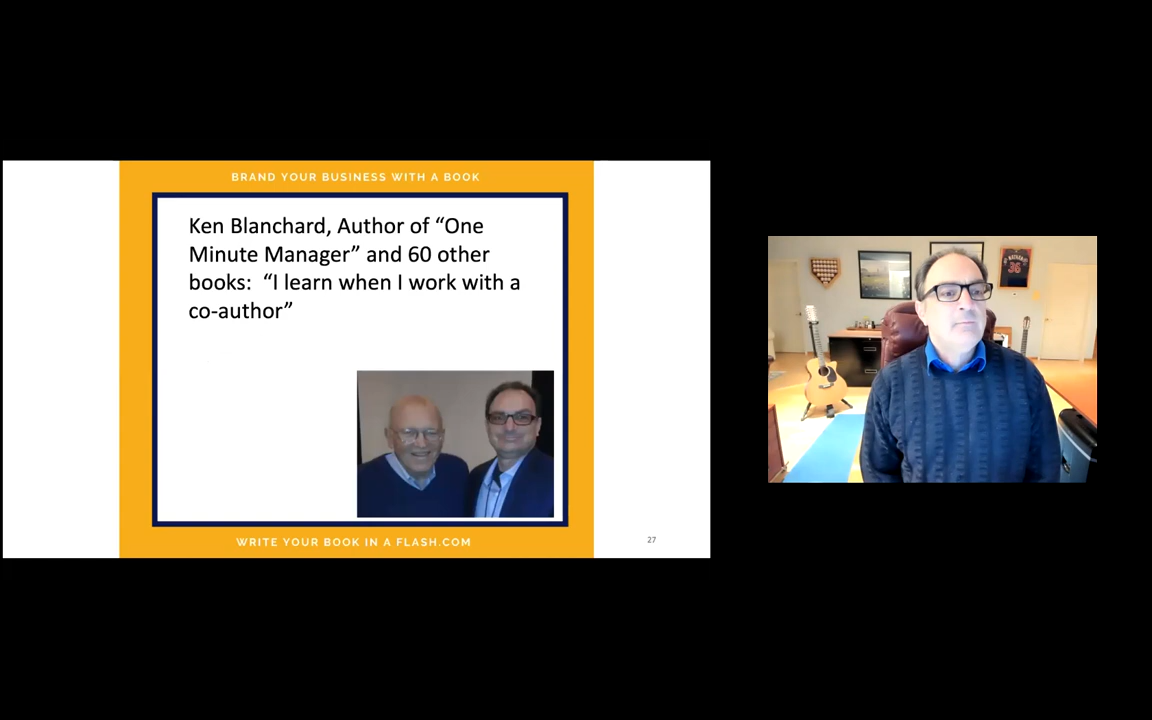 BRAND YOUR BUSINESS WITH A BOOK
Ken Blanchard, Author of “One
Minute Manager” and 60 other
books:  “I learn when I work with a
co-author”
WRITE YOUR BOOK IN A FLASH.COM
27
36